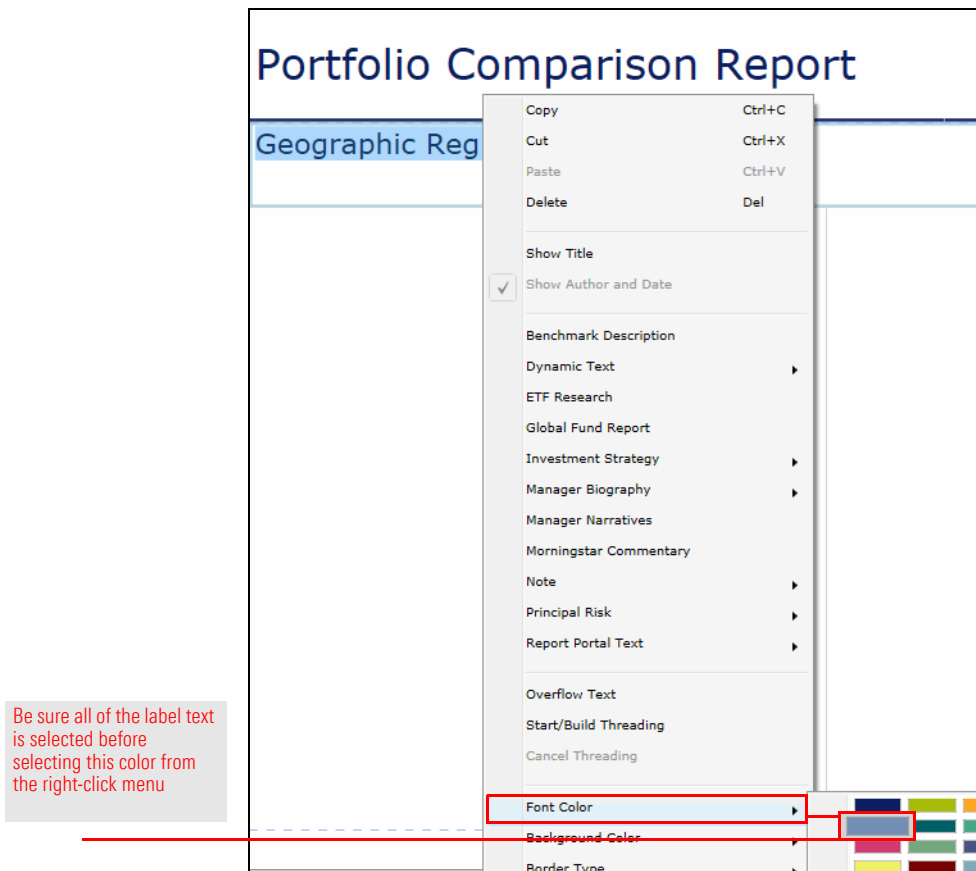 Portfolio Comparison Report
Geographic Reg
Copy Ctrl+C
Cut Ctrl+X
Paste Ctrl+V
Delete Del
Show Title
Show Author and Date
Benchmark Description
Dynamic Text
ETF Research
Global Fund Report
Investment Strategy
Manager Biography
Manager Narratives
Morningstar Commentary
Note
Principal Risk
Report Portal Text
Overflow Text
Start/Build Threading
Cancel Threading
Font Color
Background Color
Border Type
Be sure all of the label text
is selected before
selecting this color from
the right-click menu